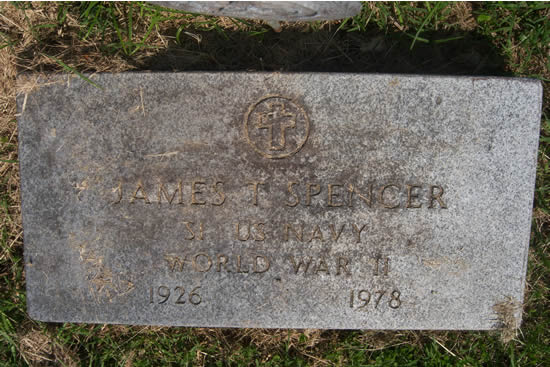 JAMES T SPENCER
S1 US NAVY
WORLD WAR II
1926 1978